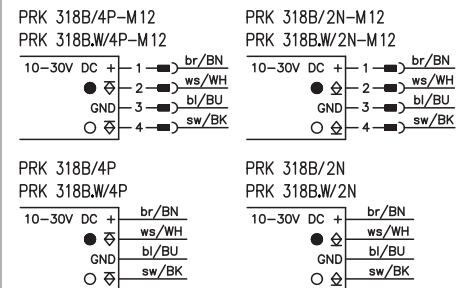 PRK 318B/4P-M12
PRK 318B.W/4P-M12
10-30V DC + 1 br/BN
2 ws/WH
GND 3 bl/BU
4 sw/BK
PRK 318B/2N-M12
PRK 318B.W/2N-M12
10-30V DC + 1 br/BN
2 ws/WH
GND 3 bl/BU
4 sw/BK
PRK 318B/4P
PRK 318B.W/4P
10-30V DC + br/BN
ws/WH
GND bl/BU
sw/BK
PRK 318B/2N
PRK 318B.W/2N
10-30V DC + br/BN
ws/WH
GND bl/BU
sw/BK